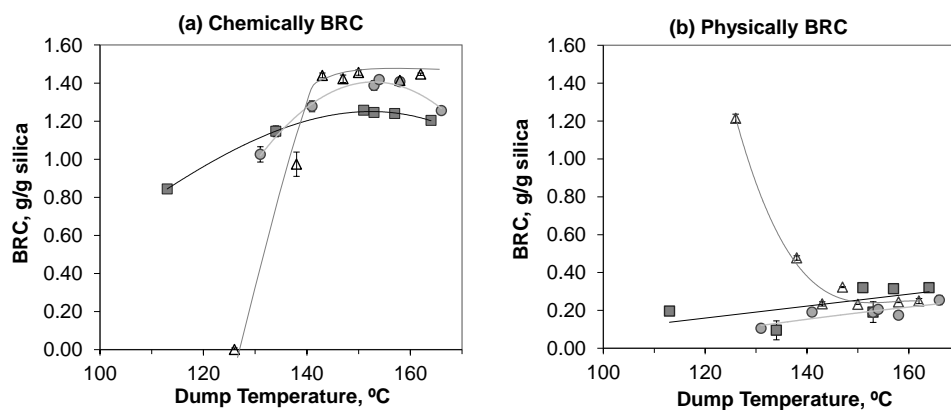 (a) Chemically BRC
1.60
1.40
1.20
1.00
0.80
0.60
0.40
0.20
0.00
BRC, g/g silica
100 120 140 160
Dump Temperature, ⁰C
(b) Physically BRC
1.60
1.40
1.20
1.00
0.80
0.60
0.40
0.20
0.00
BRC, g/g silica
100 120 140 160
Dump Temperature, ⁰C